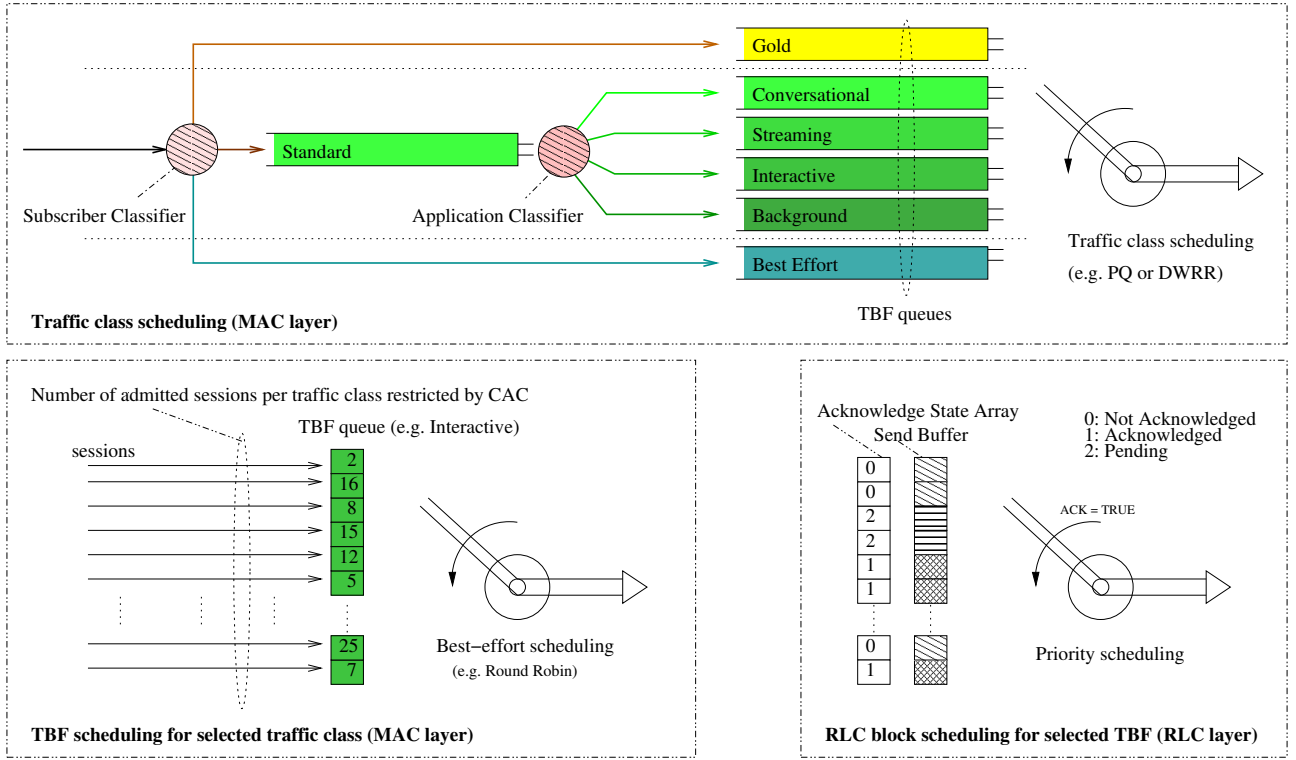 Gold
Conversational
Streaming
Standard
Interactive
Subscriber Classifier
Application Classifier
Background
Traffic class scheduling
(e.g. PQ or DWRR)
Best Effort
TBF queues
Traffic class scheduling (MAC layer)
Number of admitted sessions per traffic class restricted by CAC
TBF queue (e.g. Interactive)
sessions
2
16
8
15
12
5
25
7
Best−effort scheduling
(e.g. Round Robin)
TBF scheduling for selected traffic class (MAC layer)
Acknowledge State Array
Send Buffer
0: Not Acknowledged
1: Acknowledged
2: Pending
0
0
2
2
1
1
0
1
ACK = TRUE
Priority scheduling
RLC block scheduling for selected TBF (RLC layer)